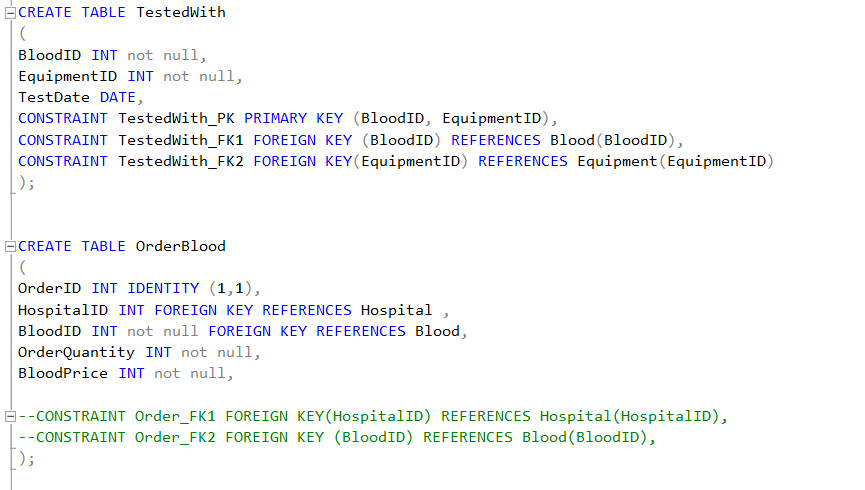 CREATE TABLE TestedWith
(
BloodID INT not null,
EquipmentID INT not null,
TestDate DATE,
CONSTRAINT TestedWith_PK PRIMARY KEY (BloodID, EquipmentID),
CONSTRAINT TestedWith_FK1 FOREIGN KEY (BloodID) REFERENCES Blood(BloodID),
CONSTRAINT TestedWith_FK2 FOREIGN KEY(EquipmentID) REFERENCES Equipment(EquipmentID)
);
CREATE TABLE OrderBlood
(
OrderID INT IDENTITY (1,1),
HospitalID INT FOREIGN KEY REFERENCES Hospital ,
BloodID INT not null FOREIGN KEY REFERENCES Blood,
OrderQuantity INT not null,
BloodPrice INT not null,
--CONSTRAINT Order_FK1 FOREIGN KEY(HospitalID) REFERENCES Hospital(HospitalID),
--CONSTRAINT Order_FK2 FOREIGN KEY (BloodID) REFERENCES Blood(BloodID),
);